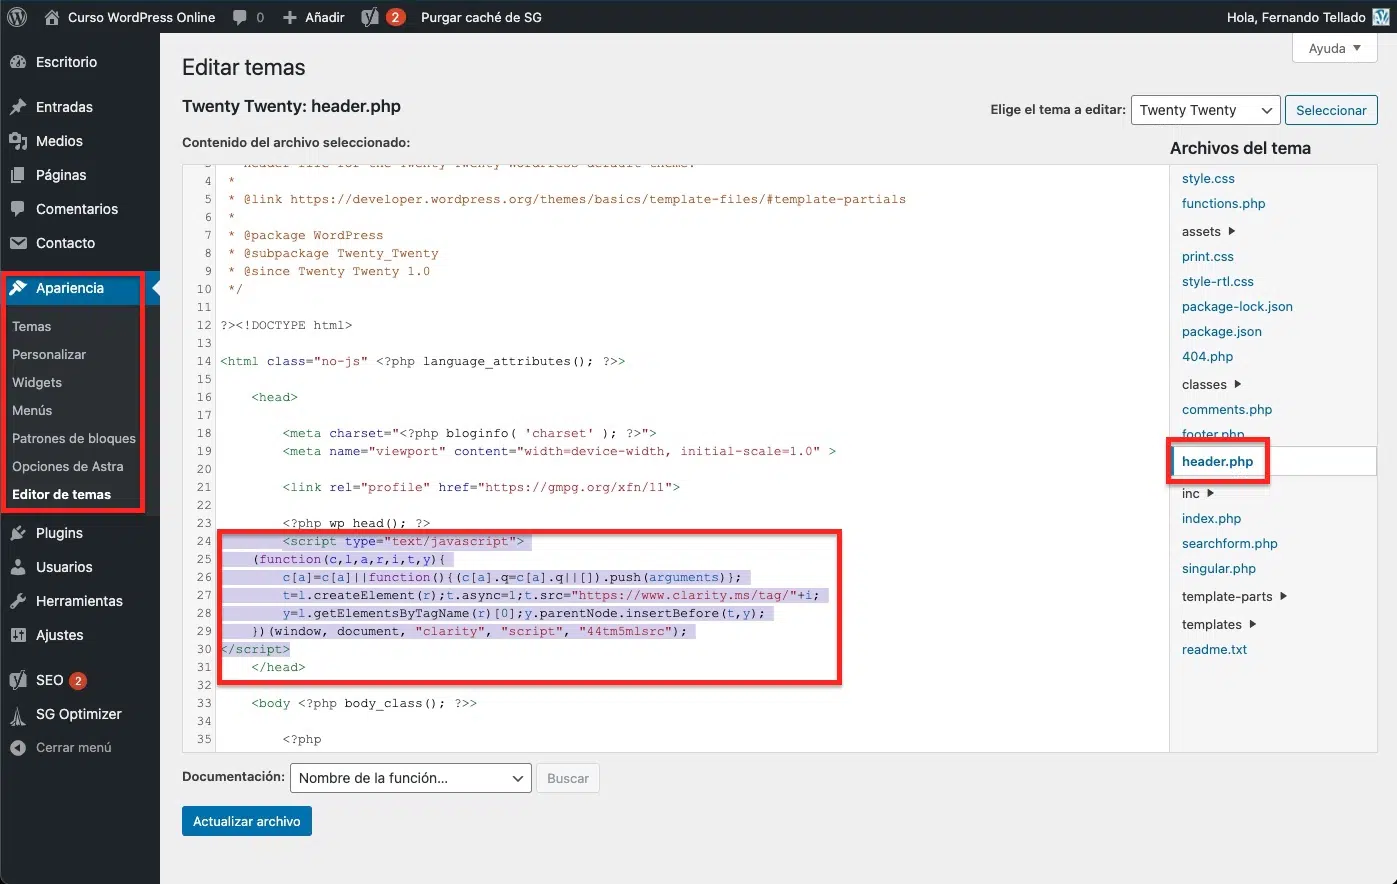 Curso WordPress Online 0 Añadir 2 Purgar caché de SG Hola, Fernando Tellado
Ayuda
Escritorio
Entradas
Medios
Páginas
Comentarios
Contacto
Apariencia
Temas
Personalizar
Widgets
Menús
Patrones de bloques
Opciones de Astra
Editor de temas
Plugins
Usuarios
Herramientas
Ajustes
SEO 2
SG Optimizer
Cerrar menú
Editar temas
Twenty Twenty: header.php
Elige el tema a editar: Twenty Twenty Seleccionar
Contenido del archivo seleccionado:
4 *
5 * @link https://developer.wordpress.org/themes/basics/template-files/#template-partials
6 *
7 * @package WordPress
8 * @subpackage Twenty_Twenty
9 * @since Twenty Twenty 1.0
10 */
11
12 ?><!DOCTYPE html>
13
14 <html class="no-js" <?php language_attributes(); ?>>
15
16 <head>
17
18 <meta charset="<?php bloginfo( 'charset' ); ?>">
19 <meta name="viewport" content="width=device-width, initial-scale=1.0" >
20
21 <link rel="profile" href="https://gmpg.org/xfn/11">
22
23 <?php wp_head(); ?>
24 <script type="text/javascript">
25 (function(c,l,a,r,i,t,y){
26 c[a]=c[a]||function(){(c[a].q=c[a].q||[]).push(arguments)};
27 t=l.createElement(r);t.async=1;t.src="https://www.clarity.ms/tag/"+i;
28 y=l.getElementsByTagName(r)[0];y.parentNode.insertBefore(t,y);
29 })(window, document, "clarity", "script", "44tm5mlsrc");
30 </script>
31 </head>
32
33 <body <?php body_class(); ?>>
34
35 <?php
Archivos del tema
style.css
functions.php
assets
print.css
style-rtl.css
package-lock.json
package.json
404.php
classes
comments.php
footer.php
header.php
inc
index.php
searchform.php
singular.php
template-parts
templates
readme.txt
Documentación: Nombre de la función... Buscar
Actualizar archivo